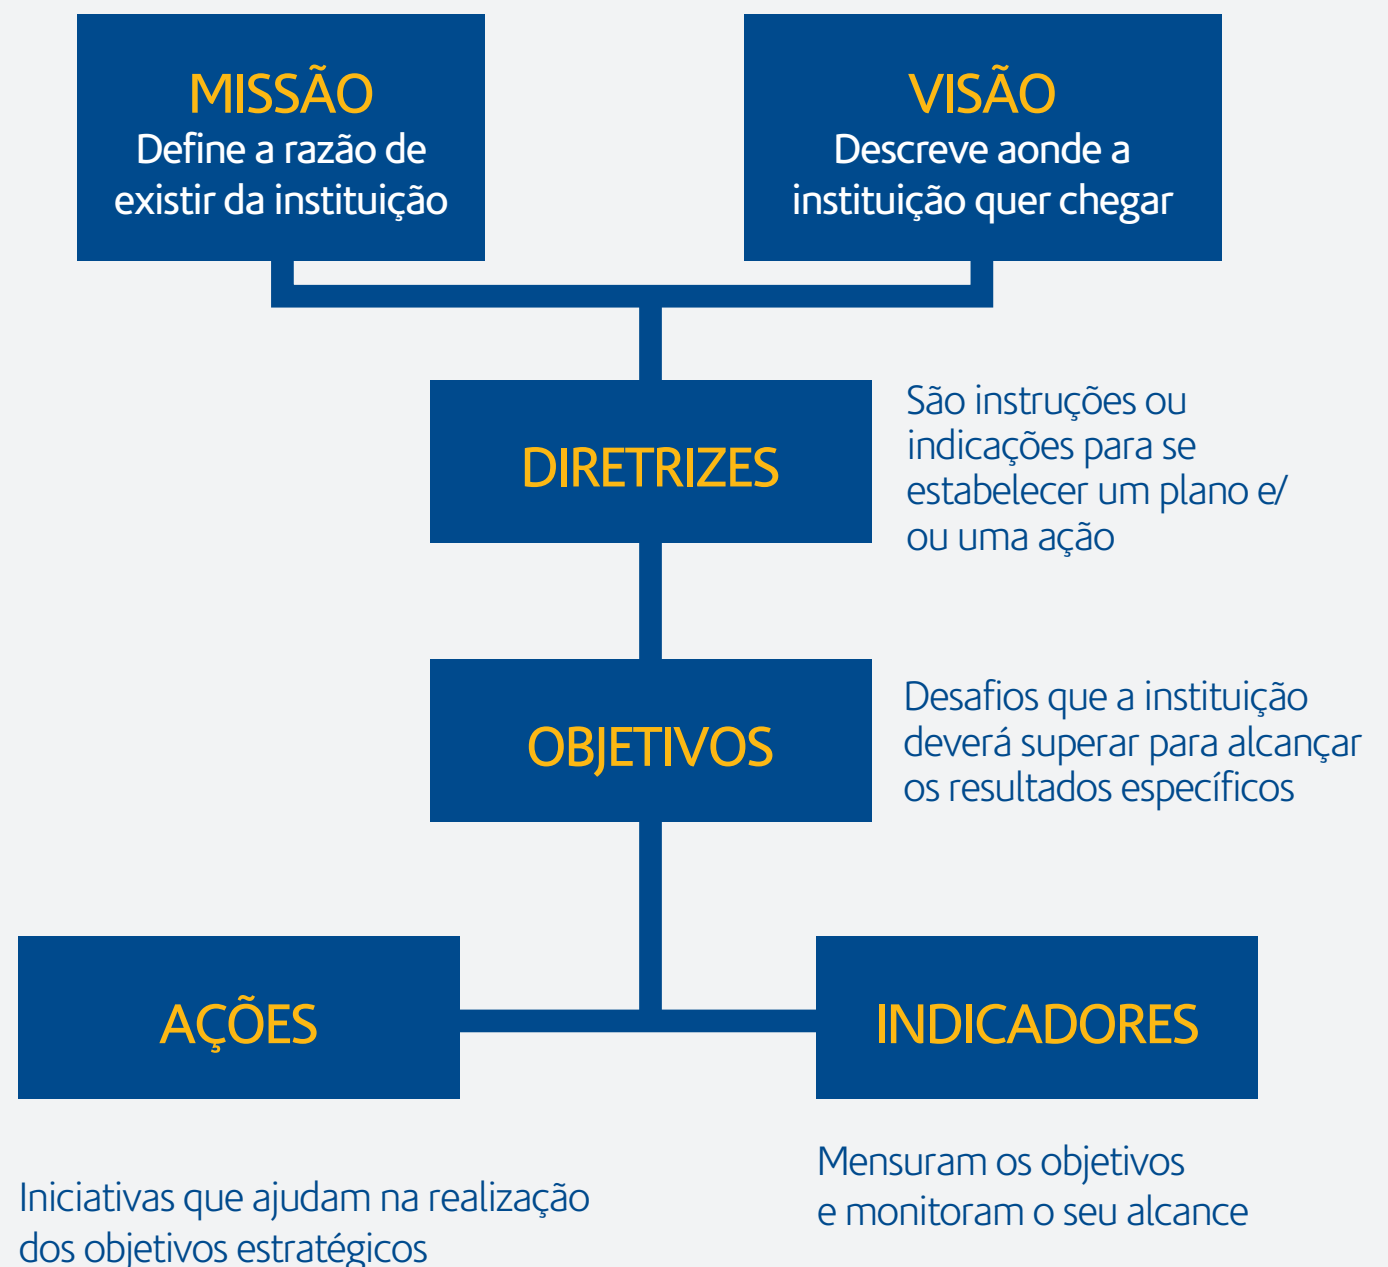 MISSÃO
Define a razão de
existir da instituição
VISÃO
Descreve aonde a
instituição quer chegar
DIRETRIZES
São instruções ou
indicações para se
estabelecer um plano e/
ou uma ação
OBJETIVOS
Desafios que a instituição
deverá superar para alcançar
os resultados específicos
AÇÕES
Iniciativas que ajudam na realização
dos objetivos estratégicos
INDICADORES
Mensuram os objetivos
e monitoram o seu alcance